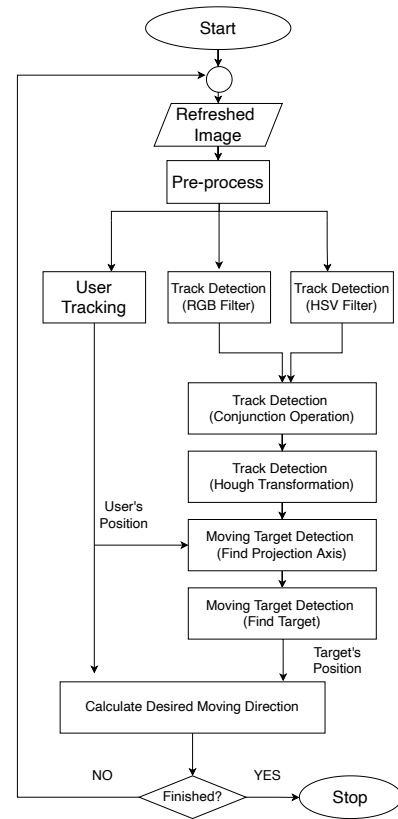 Start
Refreshed
Image
Pre-process
User
Tracking
Track Detection
(RGB Filter)
Track Detection
(HSV Filter)
Track Detection
(Conjunction Operation)
Track Detection
(Hough Transformation)
User's
Position
Moving Target Detection
(Find Projection Axis)
Moving Target Detection
(Find Target)
Target's
Position
Calculate Desired Moving Direction
NO
Finished?
YES
Stop